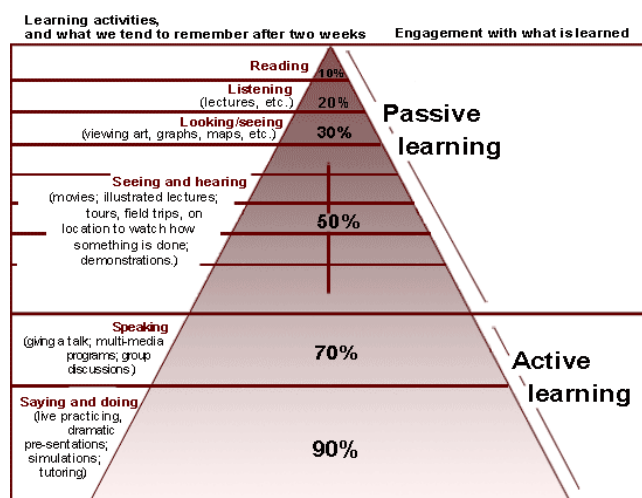 Learning activities,
and what we tend to remember after two weeks
Engagement with what is learned
Reading
10%
Listening
(lectures, etc.)
20%
Looking/seeing
(viewing art, graphs, maps, etc.)
30%
Passive
learning
Seeing and hearing
(movies; illustrated lectures;
tours, field trips, on
location to watch how
something is done;
demonstrations.)
50%
Speaking
(giving a talk; multi-media
programs; group
discussions)
70%
Active
learning
Saying and doing
(live practicing,
dramatic
pre-sentations;
simulations;
tutoring)
90%